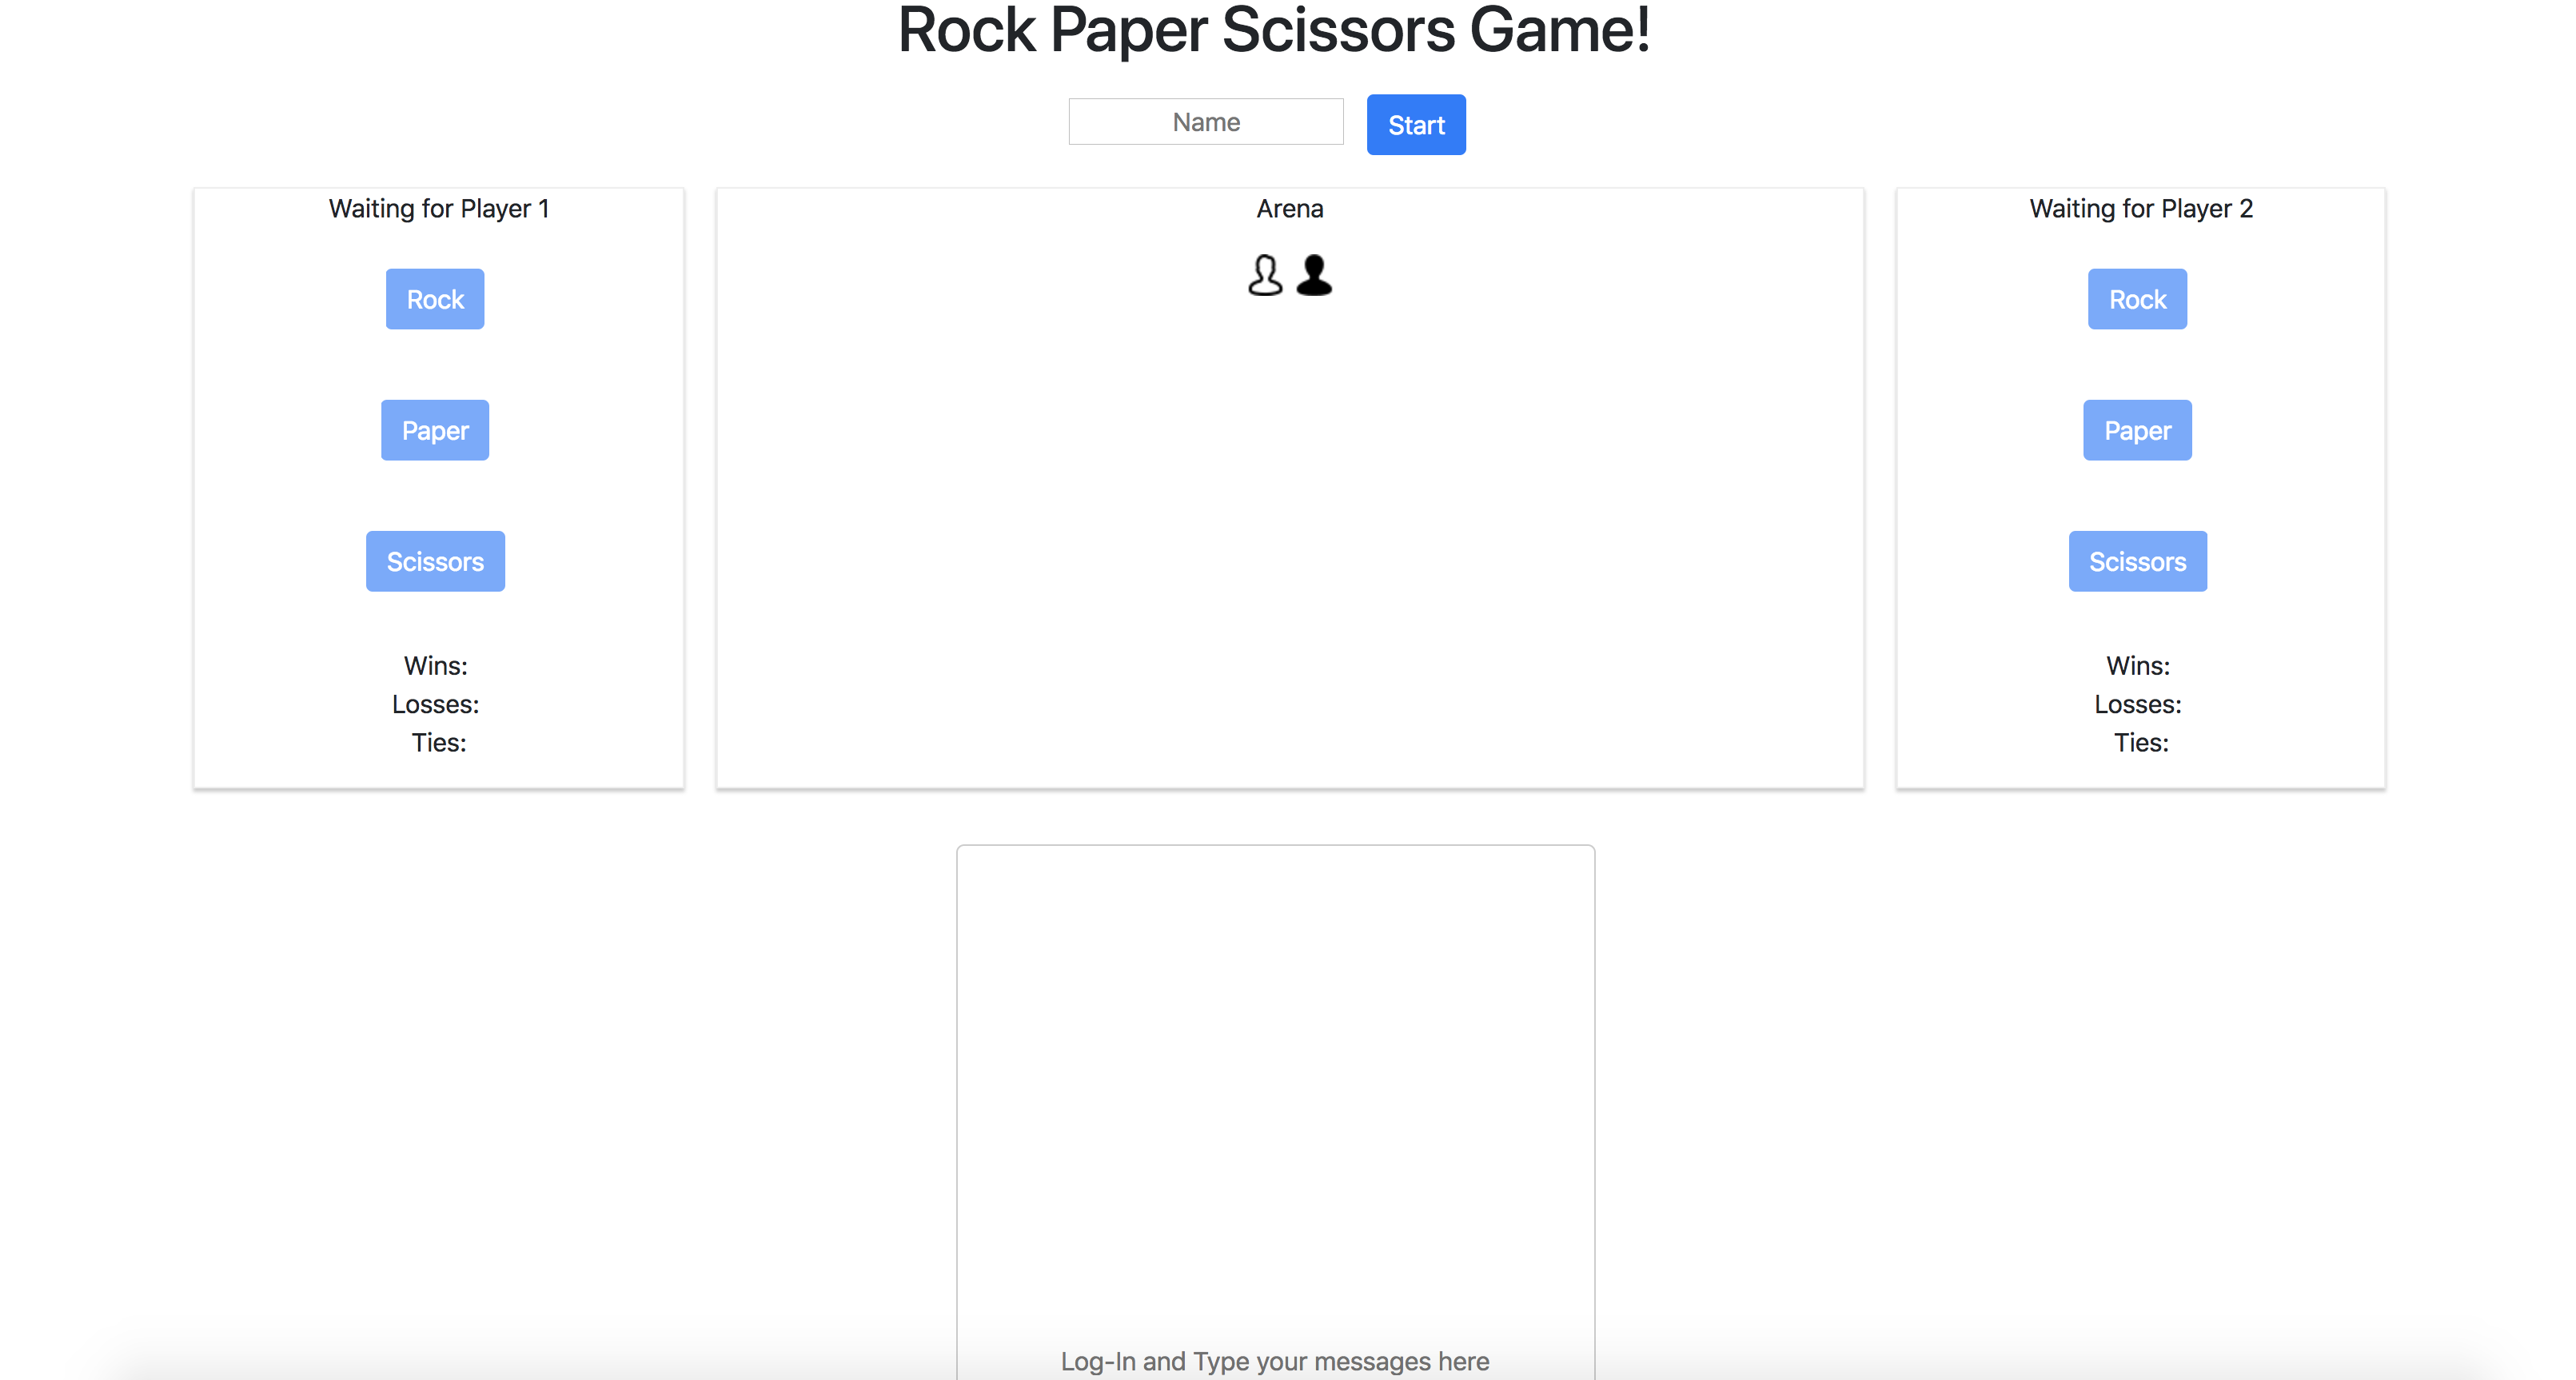 Rock Paper Scissors Game!
Name
Start
Waiting for Player 1
Rock
Paper
Scissors
Wins:
Losses:
Ties:
Arena
Waiting for Player 2
Rock
Paper
Scissors
Wins:
Losses:
Ties:
Log-In and Type your messages here